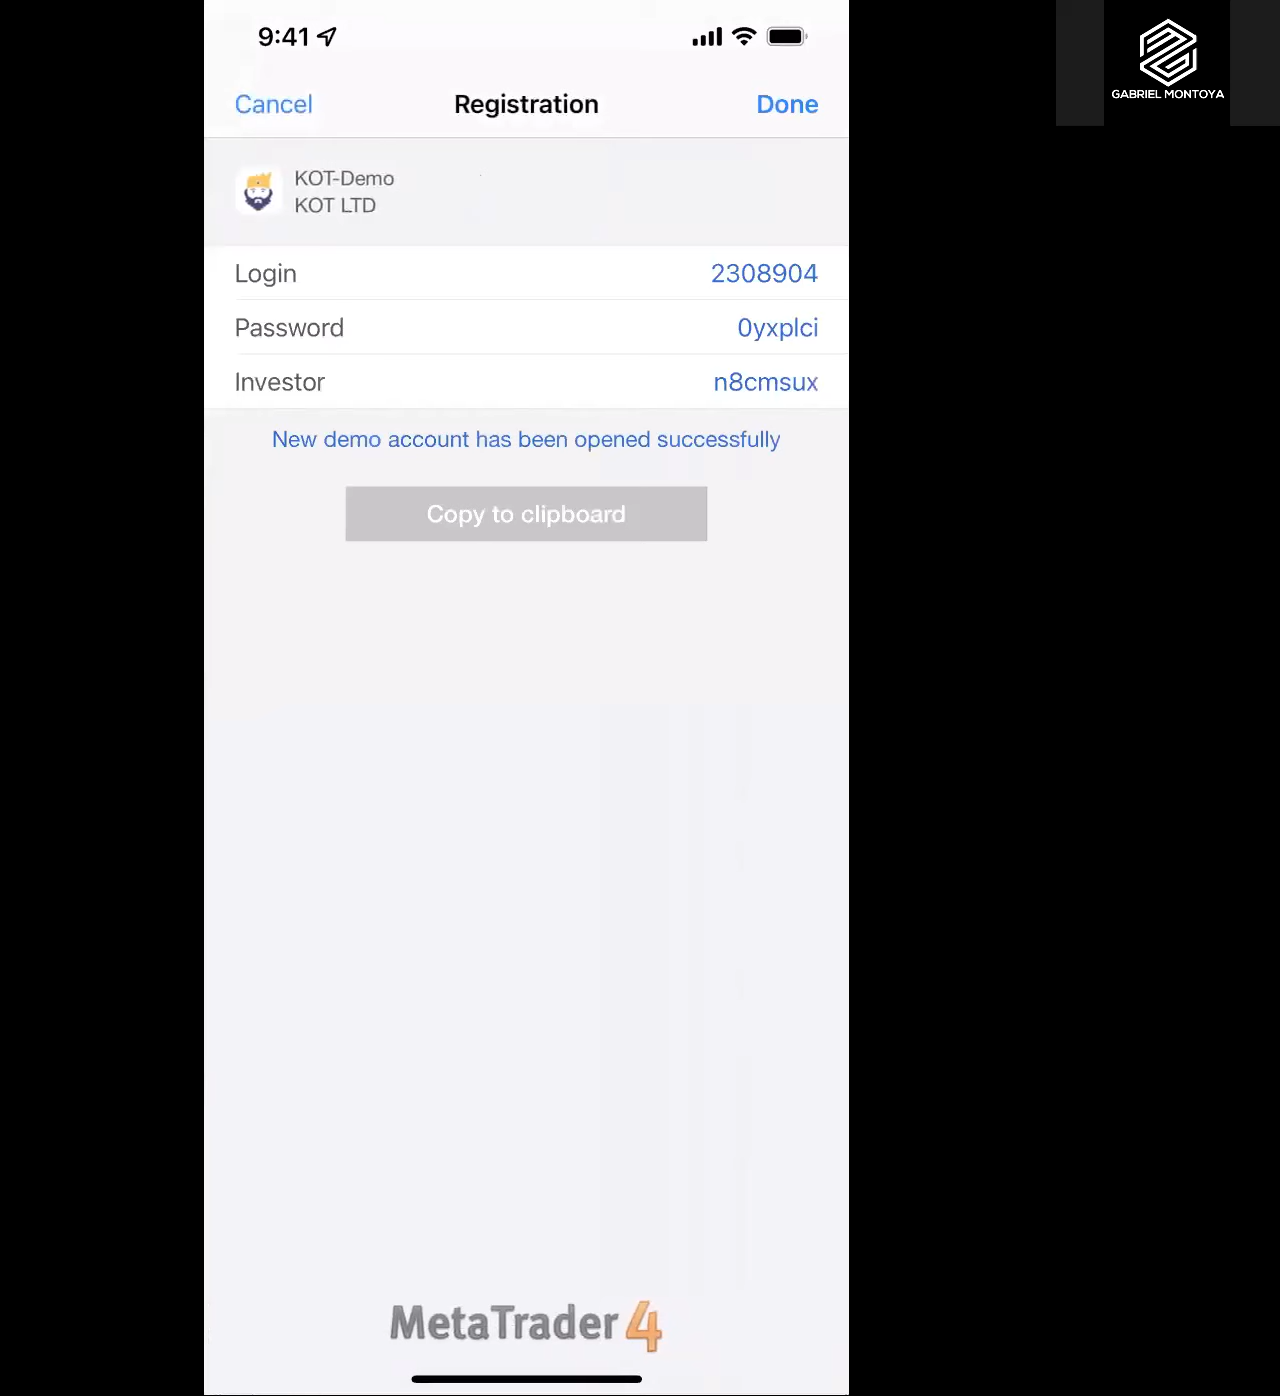 9:41
Cancel Registration Done
GABRIEL MONTOYA
KOT-Demo
KOT LTD
Login 2308904
Password 0yxplci
Investor n8cmsux
New demo account has been opened successfully
Copy to clipboard
MetaTrader 4